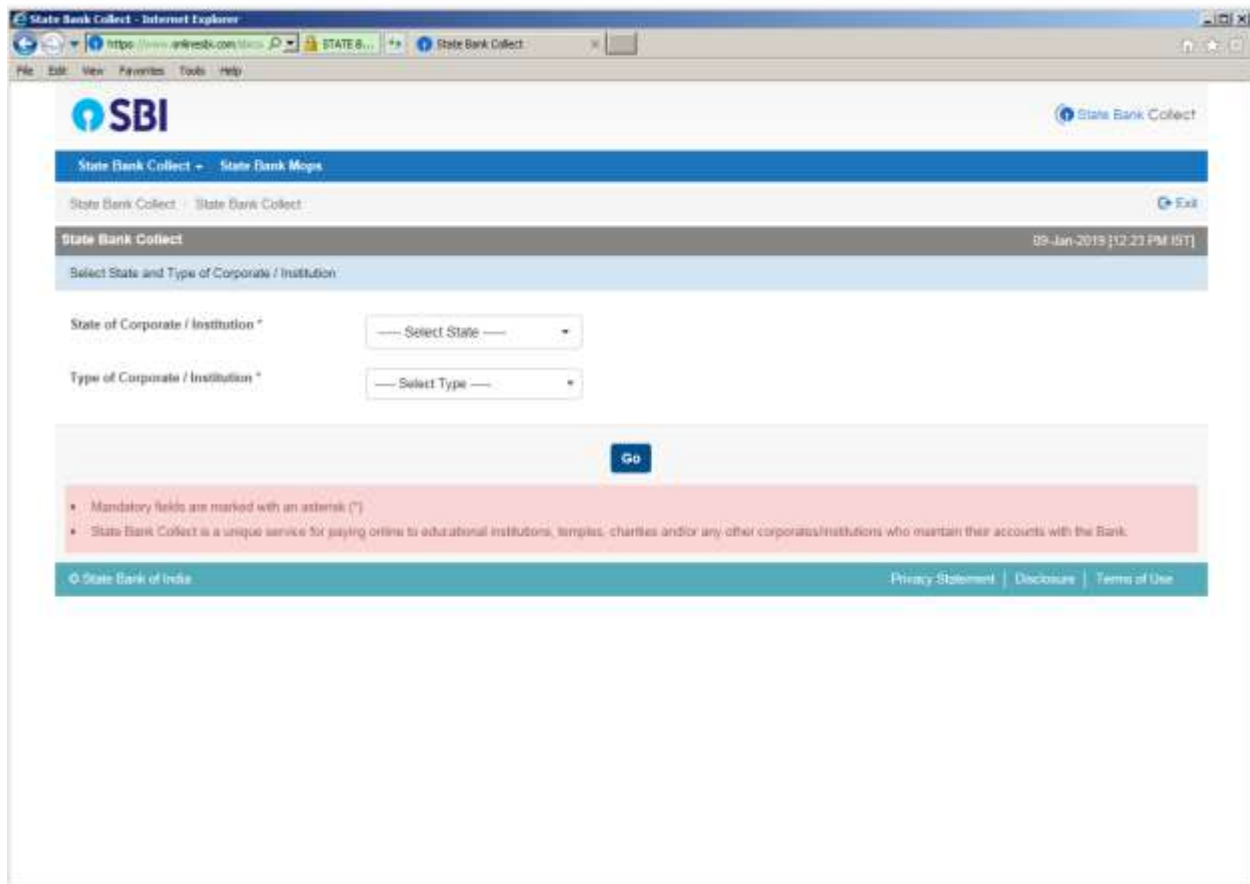 State Bank Collect - Internet Explorer
https://www.onlinesbi.com STATE B... State Bank Collect
File Edit View Favorites Tools Help
SBI
State Bank Collect
State Bank Collect State Bank Mops
State Bank Collect State Bank Collect
Exit
State Bank Collect 09-Jan-2019 [12:23 PM IST]
Select State and Type of Corporate / Institution
State of Corporate / Institution * ----- Select State -----
Type of Corporate / Institution * ----- Select Type -----
Go
• Mandatory fields are marked with an asterisk (*)
• State Bank Collect is a unique service for paying online to educational institutions, temples, charities and/or any other corporates/institutions who maintain their accounts with the Bank.
© State Bank of India Privacy Statement | Disclosure | Terms of Use